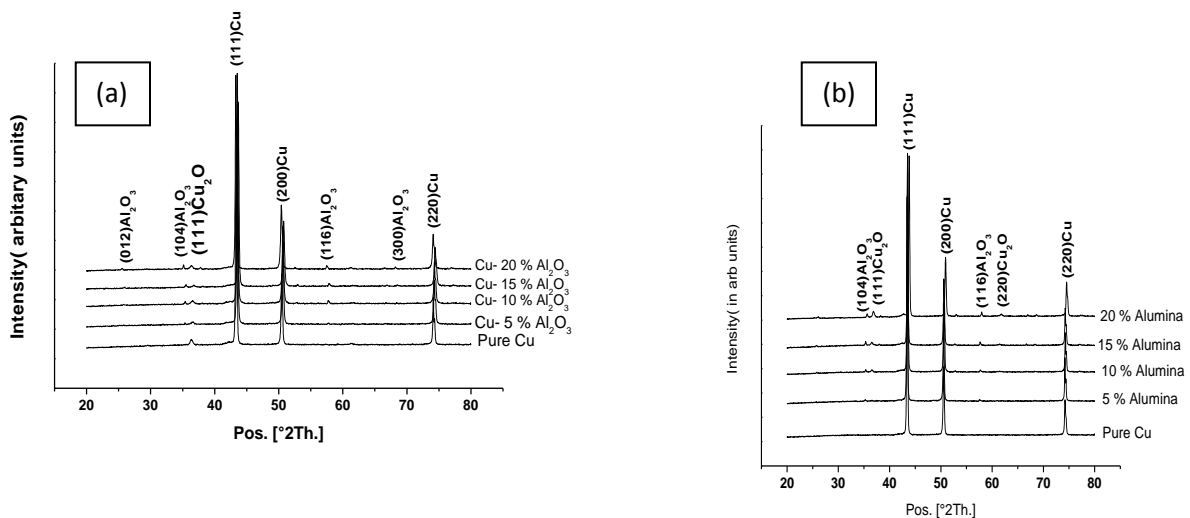 (a)
Intensity( arbitary units)
(012)Al₂O₃
(104)Al₂O₃
(111)Cu₂O
(111)Cu
(200)Cu
(116)Al₂O₃
(300)Al₂O₃
(220)Cu
Cu- 20 % Al₂O₃
Cu- 15 % Al₂O₃
Cu- 10 % Al₂O₃
Cu- 5 % Al₂O₃
Pure Cu
20 30 40 50 60 70 80
Pos. [°2Th.]
(b)
Intensity( in arb units)
(104)Al₂O₃
(111)Cu₂O
(111)Cu
(200)Cu
(116)Al₂O₃
(220)Cu₂O
(220)Cu
20 % Alumina
15 % Alumina
10 % Alumina
5 % Alumina
Pure Cu
20 30 40 50 60 70 80
Pos. [°2Th.]